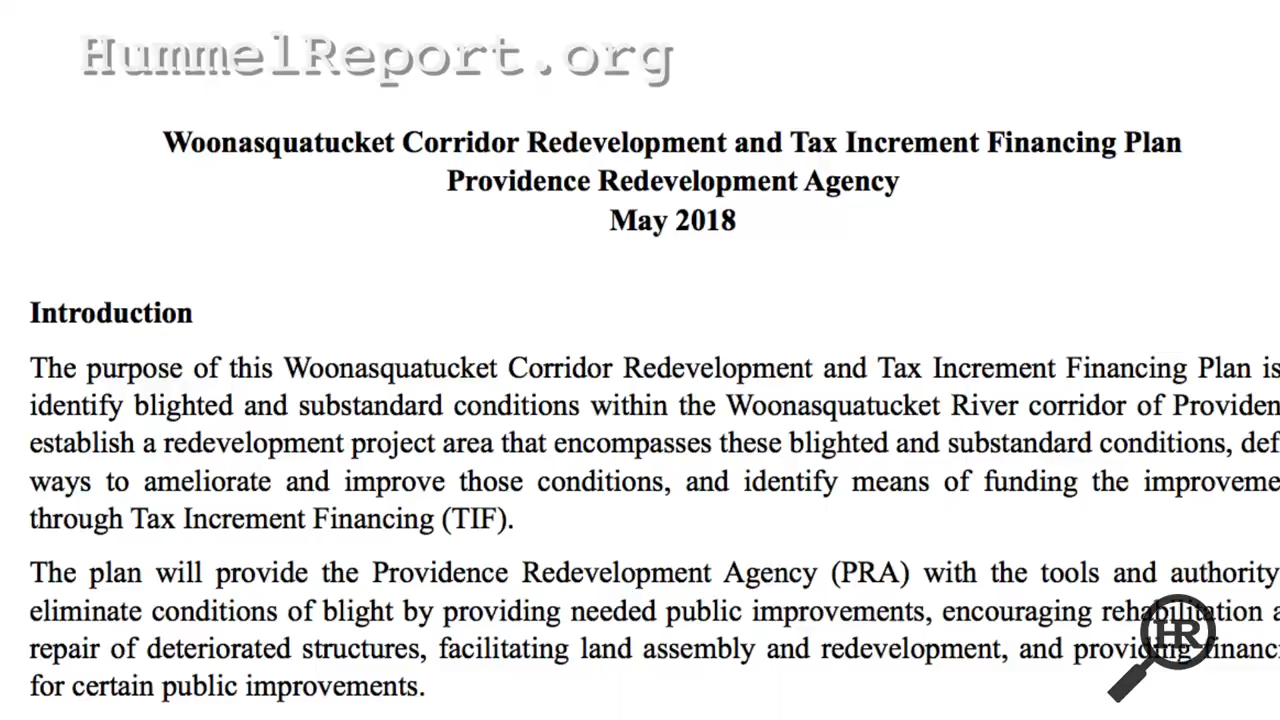 HummelReport.org
Woonasquatucket Corridor Redevelopment and Tax Increment Financing Plan
Providence Redevelopment Agency
May 2018
Introduction
The purpose of this Woonasquatucket Corridor Redevelopment and Tax Increment Financing Plan is
identify blighted and substandard conditions within the Woonasquatucket River corridor of Providen
establish a redevelopment project area that encompasses these blighted and substandard conditions, def
ways to ameliorate and improve those conditions, and identify means of funding the improveme
through Tax Increment Financing (TIF).
The plan will provide the Providence Redevelopment Agency (PRA) with the tools and authority
eliminate conditions of blight by providing needed public improvements, encouraging rehabilitation a
repair of deteriorated structures, facilitating land assembly and redevelopment, and providing financi
for certain public improvements.
HR